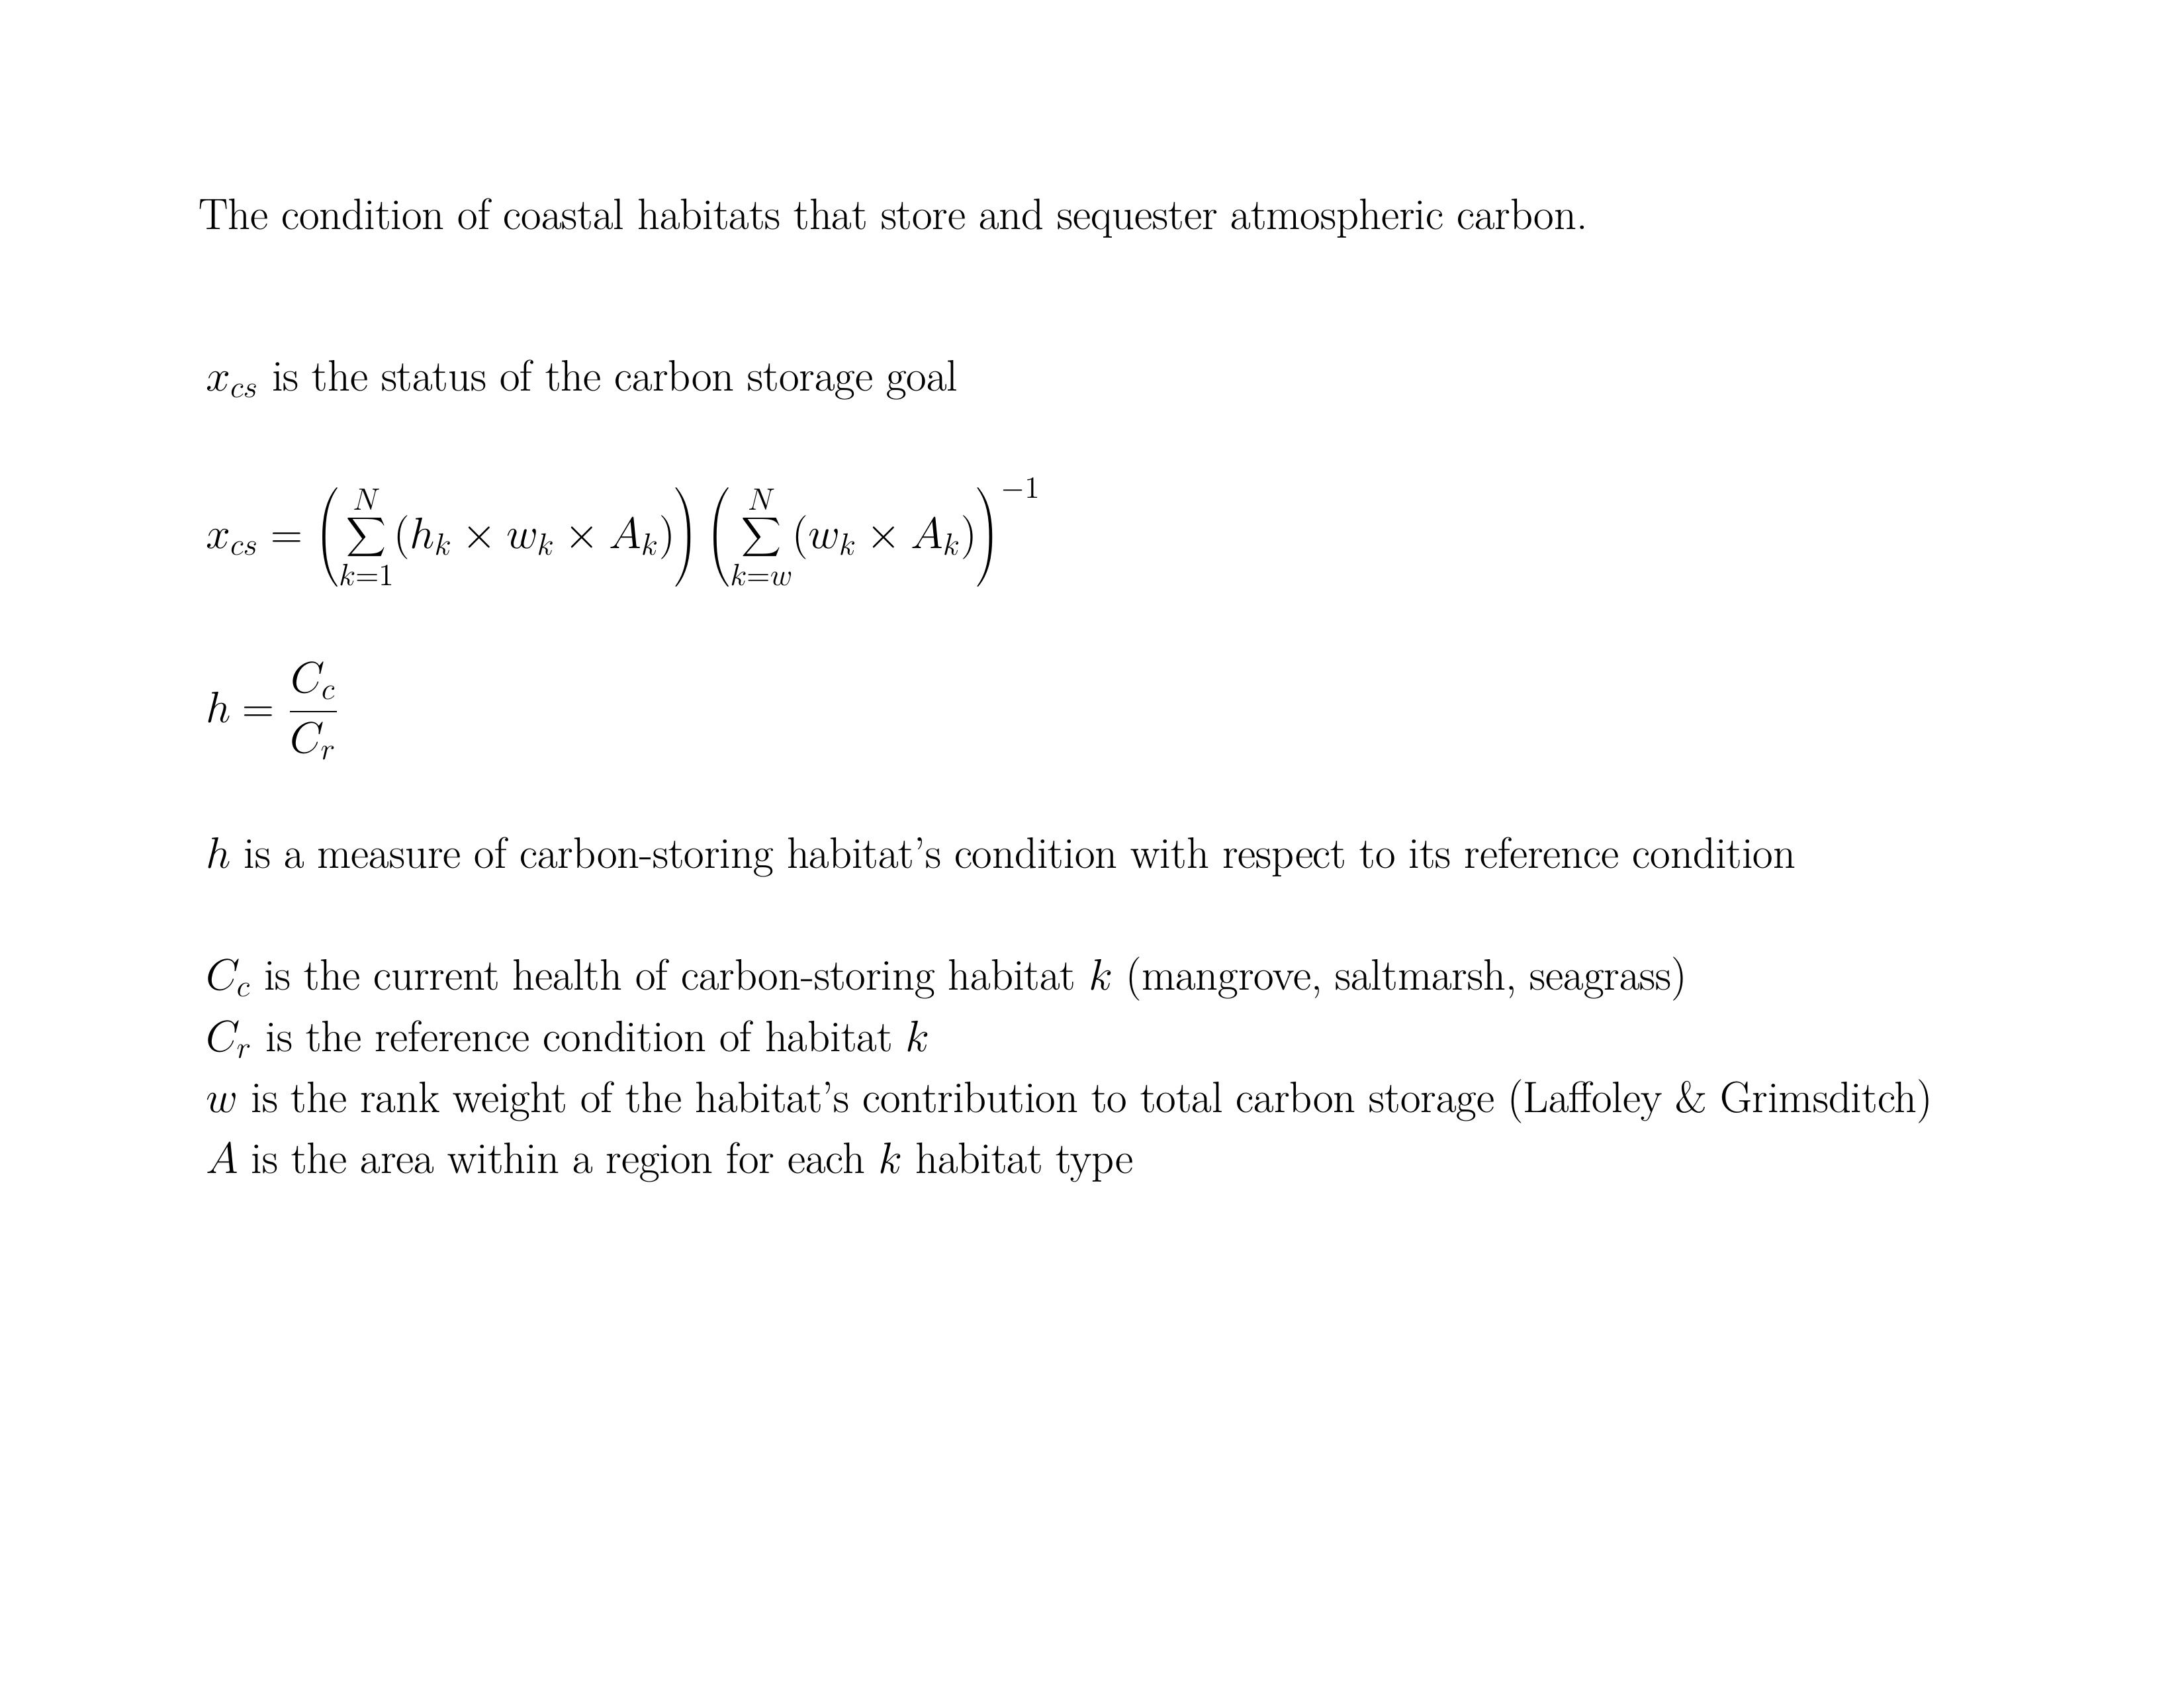 The condition of coastal habitats that store and sequester atmospheric carbon.
$x_{cs}$ is the status of the carbon storage goal
$x_{cs} = \left( \sum_{k=1}^{N} (h_k \times w_k \times A_k) \right) \left( \sum_{k=w}^{N} (w_k \times A_k) \right)^{-1}$
$h = \frac{C_c}{C_r}$
$h$ is a measure of carbon-storing habitat's condition with respect to its reference condition
$C_c$ is the current health of carbon-storing habitat $k$ (mangrove, saltmarsh, seagrass)
$C_r$ is the reference condition of habitat $k$
$w$ is the rank weight of the habitat's contribution to total carbon storage (Laffoley & Grimsditch)
$A$ is the area within a region for each $k$ habitat type